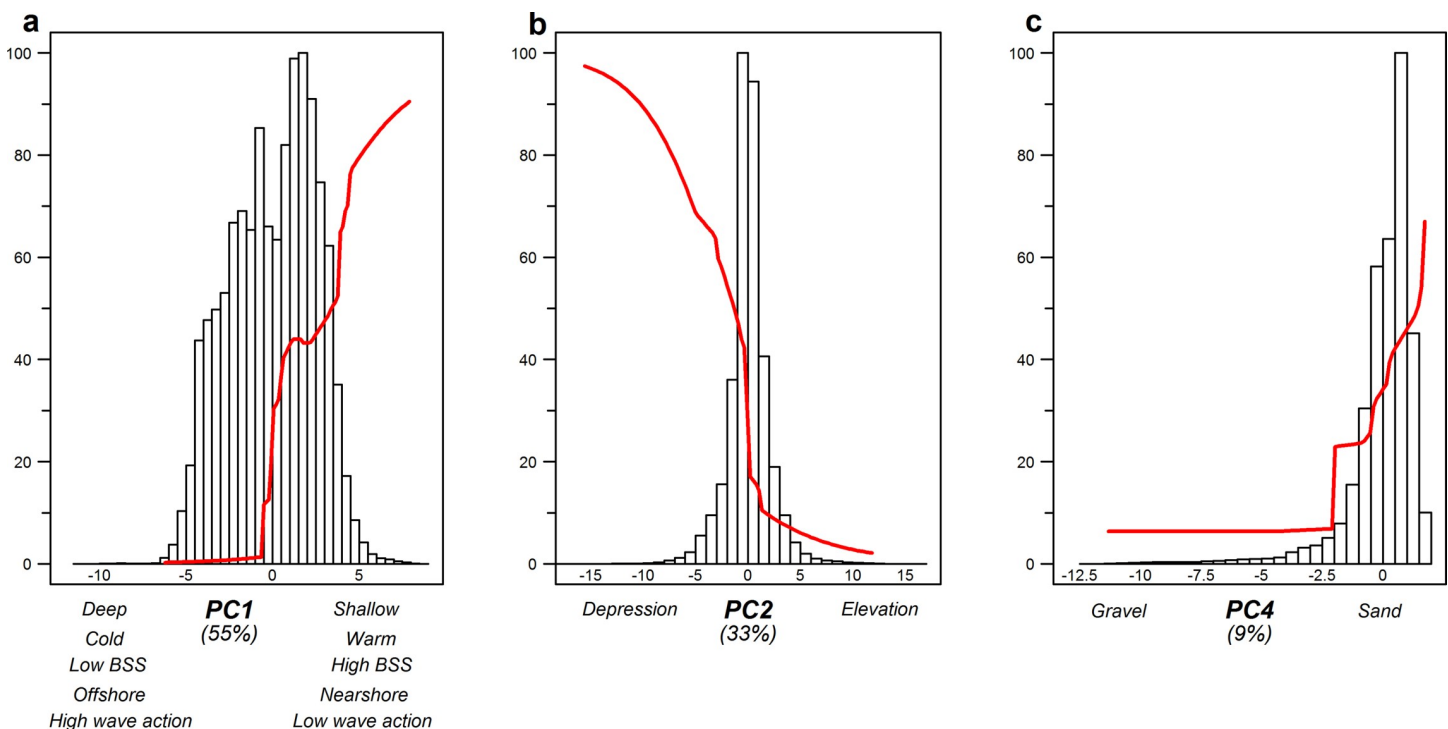 a
100
80
60
40
20
0
-10 -5 0 5
Deep PC1 Shallow
Cold (55%) Warm
Low BSS High BSS
Offshore Nearshore
High wave action Low wave action
b
100
80
60
40
20
0
-15 -10 -5 0 5 10 15
Depression PC2 Elevation
(33%)
c
100
80
60
40
20
0
-12.5 -10 -7.5 -5 -2.5 0
Gravel PC4 Sand
(9%)